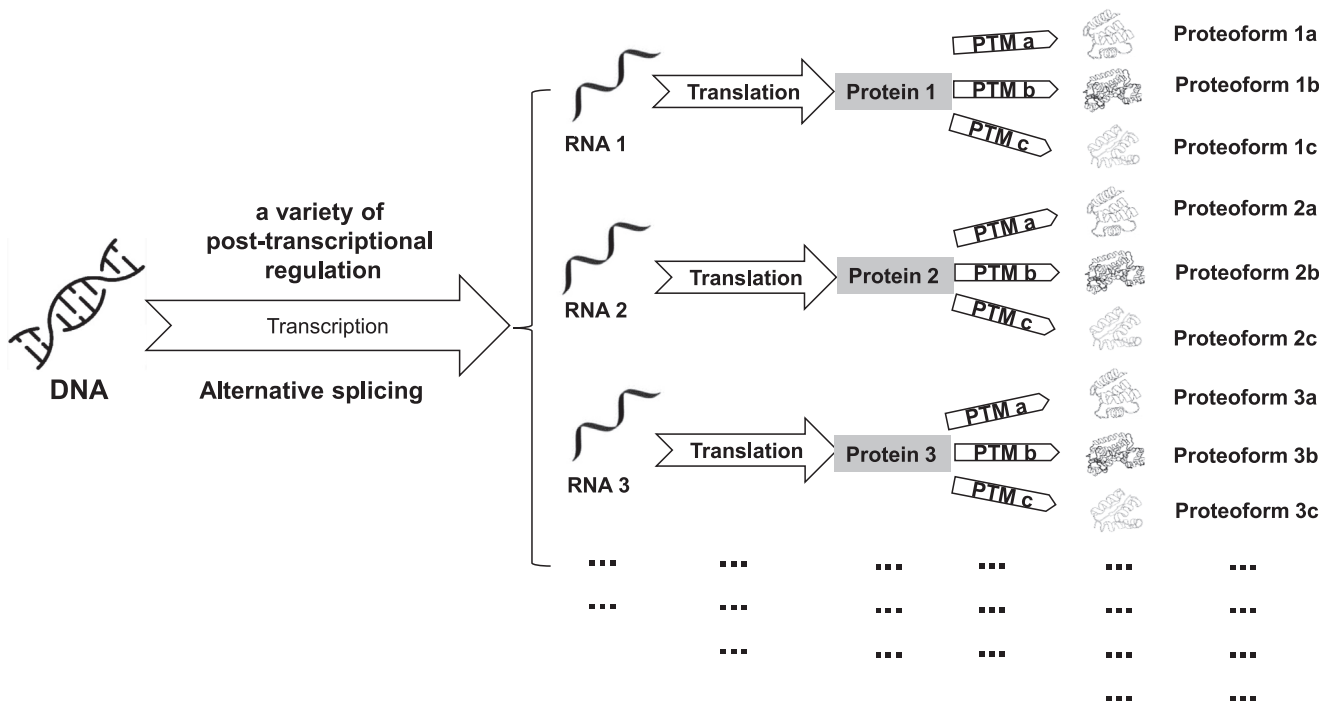 DNA
a variety of
post-transcriptional
regulation
Transcription
Alternative splicing
RNA 1
Translation
Protein 1
PTM a
PTM b
PTM c
Proteoform 1a
Proteoform 1b
Proteoform 1c
RNA 2
Translation
Protein 2
PTM a
PTM b
PTM c
Proteoform 2a
Proteoform 2b
Proteoform 2c
RNA 3
Translation
Protein 3
PTM a
PTM b
PTM c
Proteoform 3a
Proteoform 3b
Proteoform 3c
... ... ... ... ... ...
... ... ... ... ... ...
... ... ... ... ...
... ...